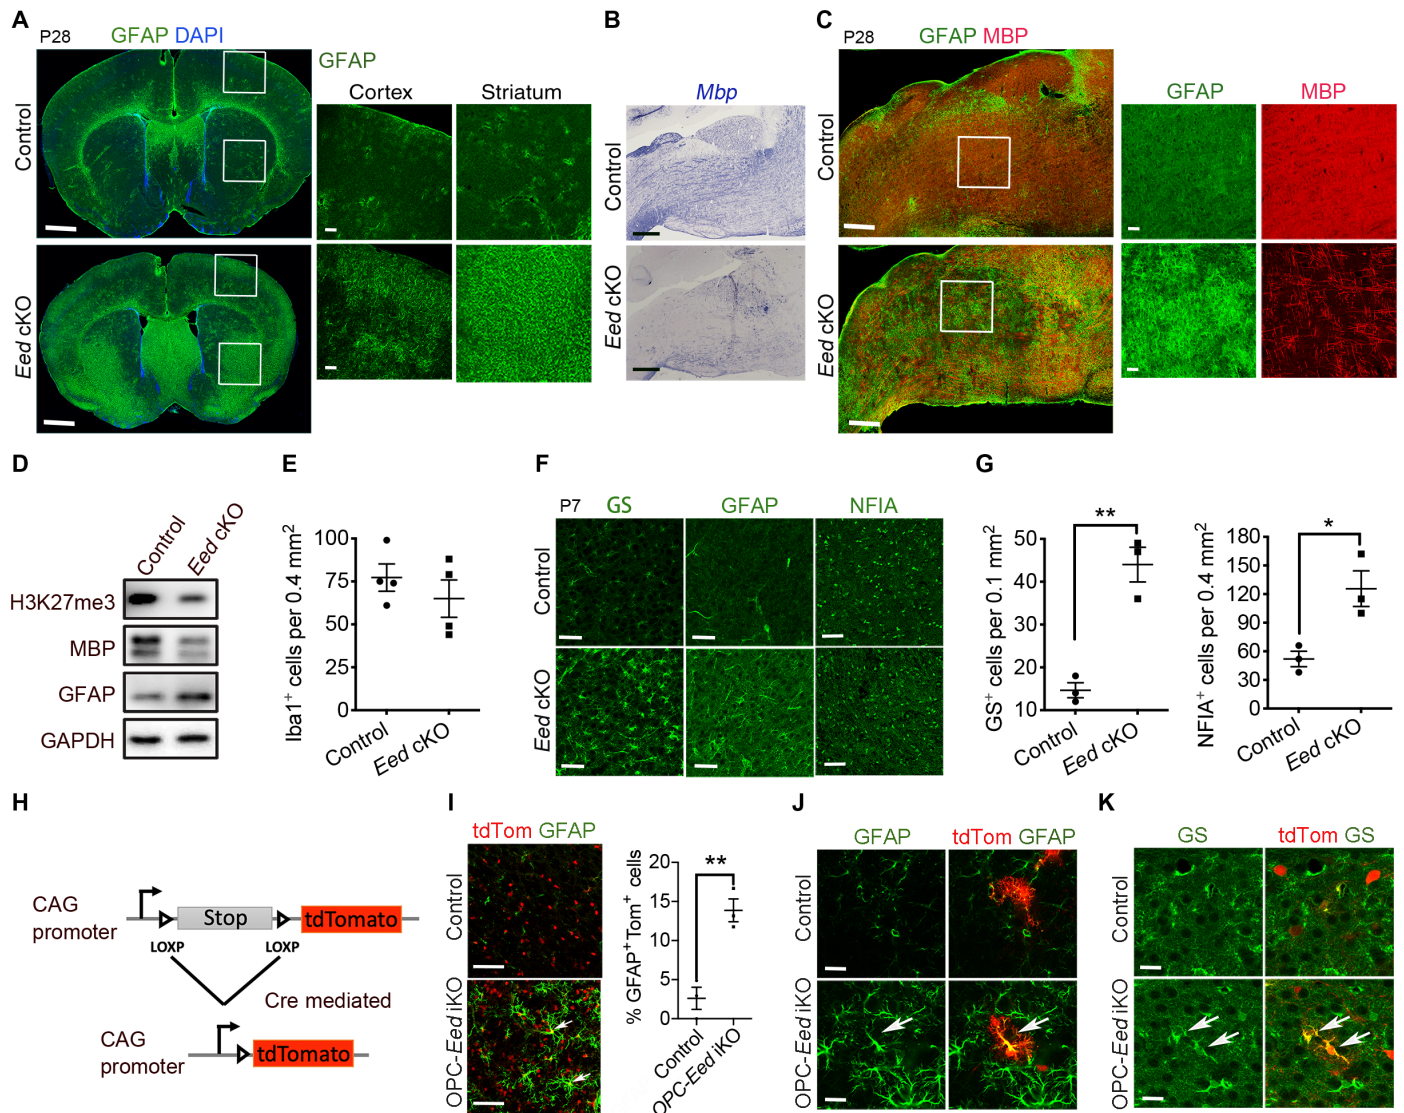 A
P28 GFAP DAPI
GFAP
Cortex Striatum
Control
Eed cKO
B
Mbp
Control
Eed cKO
C
P28 GFAP MBP
GFAP MBP
Control
Eed cKO
D
Control Eed cKO
H3K27me3
MBP
GFAP
GAPDH
E
Iba1+ cells per 0.4 mm2
100
75
50
25
0
Control Eed cKO
F
P7 GS GFAP NFIA
Control
Eed cKO
G
GS+ cells per 0.1 mm2
50
40
30
20
10
**
Control Eed cKO
NFIA+ cells per 0.4 mm2
180
150
120
90
60
30
0
*
Control Eed cKO
H
CAG promoter
Stop
tdTomato
LOXP LOXP
Cre mediated
CAG promoter
tdTomato
I
tdTom GFAP
Control
OPC-Eed iKO
% GFAP+Tom+ cells
20
15
10
5
0
**
Control OPC-Eed iKO
J
GFAP tdTom GFAP
Control
OPC-Eed iKO
K
GS tdTom GS
Control
OPC-Eed iKO